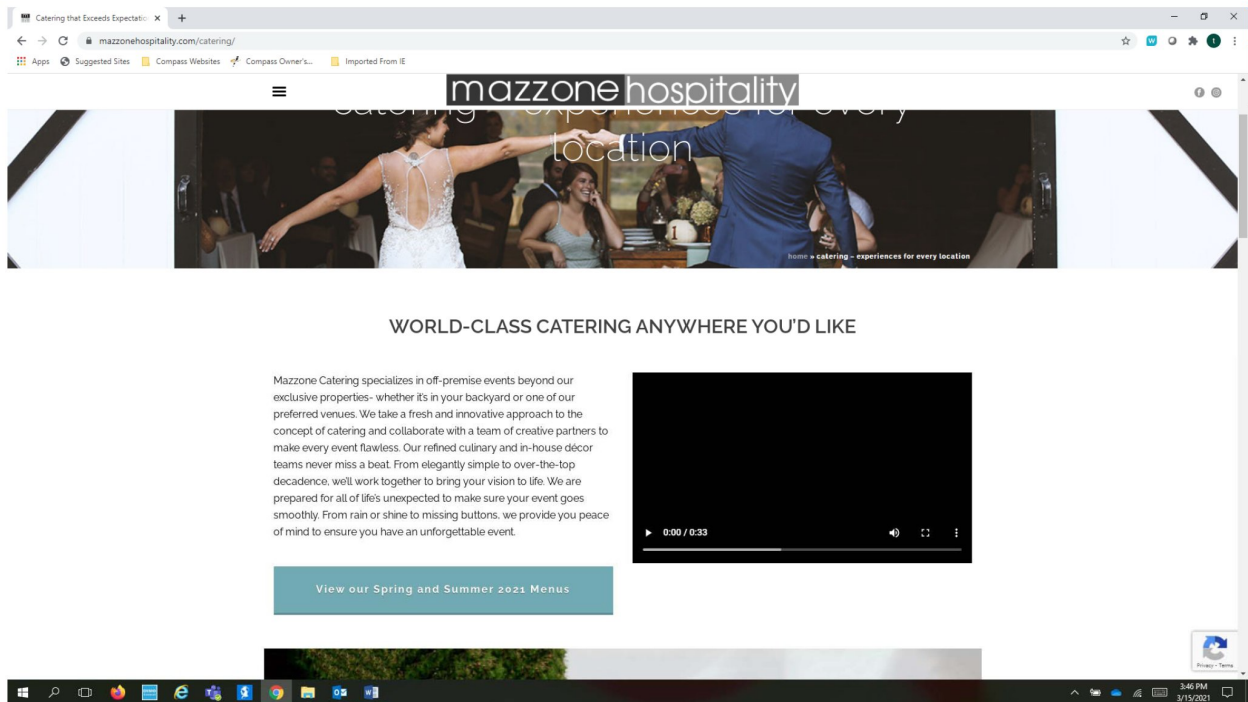 Catering that Exceeds Expectatio
mazzonehospitality.com/catering/
Apps Suggested Sites Compass Websites Compass Owner's... Imported From IE
mazzone hospitality
catering – experiences for every
location
home » catering – experiences for every location
WORLD-CLASS CATERING ANYWHERE YOU'D LIKE
Mazzone Catering specializes in off-premise events beyond our
exclusive properties- whether it's in your backyard or one of our
preferred venues. We take a fresh and innovative approach to the
concept of catering and collaborate with a team of creative partners to
make every event flawless. Our refined culinary and in-house décor
teams never miss a beat. From elegantly simple to over-the-top
decadence, we'll work together to bring your vision to life. We are
prepared for all of life's unexpected to make sure your event goes
smoothly. From rain or shine to missing buttons, we provide you peace
of mind to ensure you have an unforgettable event.
0:00 / 0:33
View our Spring and Summer 2021 Menus
Privacy - Terms
3:46 PM
3/15/2021